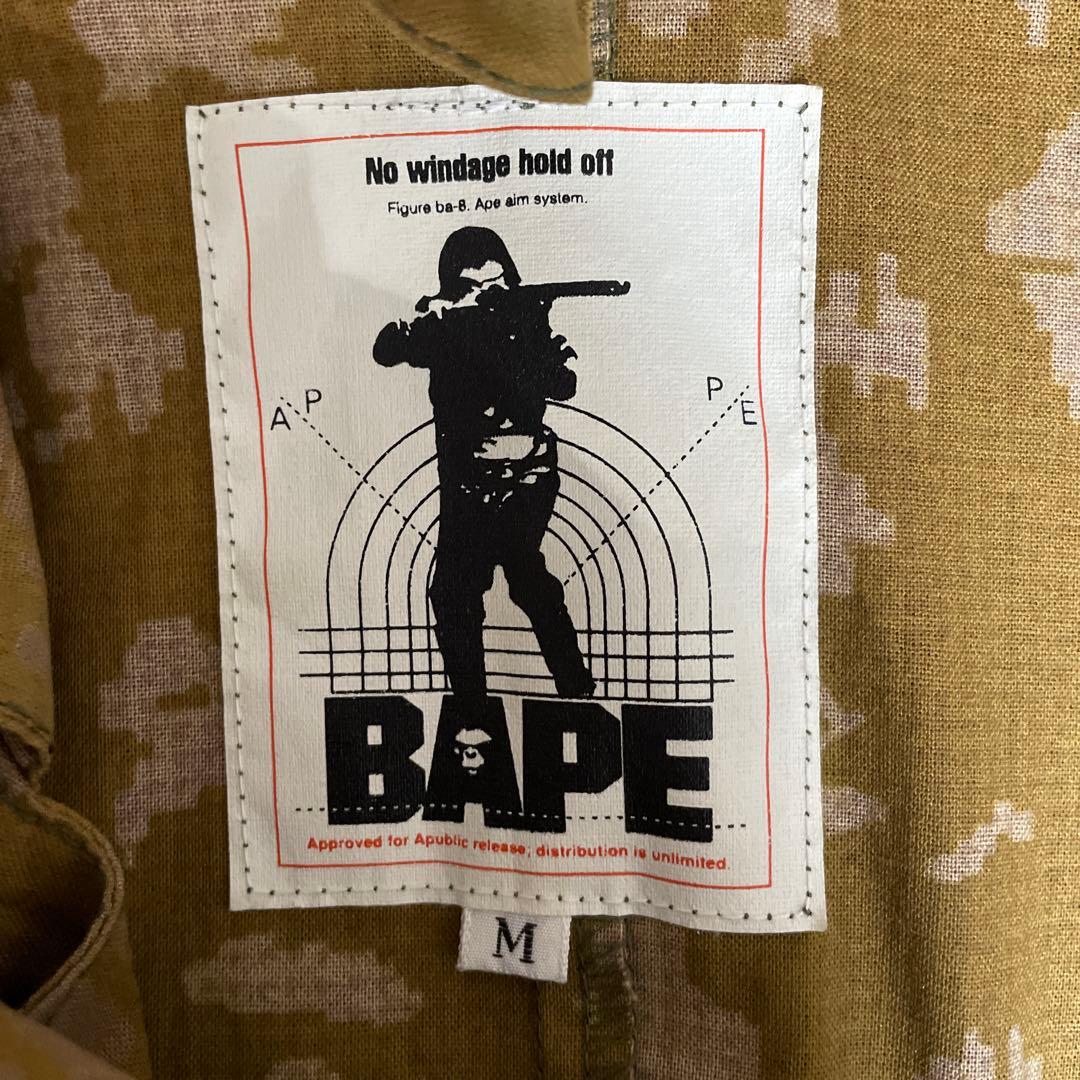 No windage hold off
Figure ba-8. Ape aim system.
A P
P E
BAPE
Approved for Apublic release, distribution is unlimited.
M